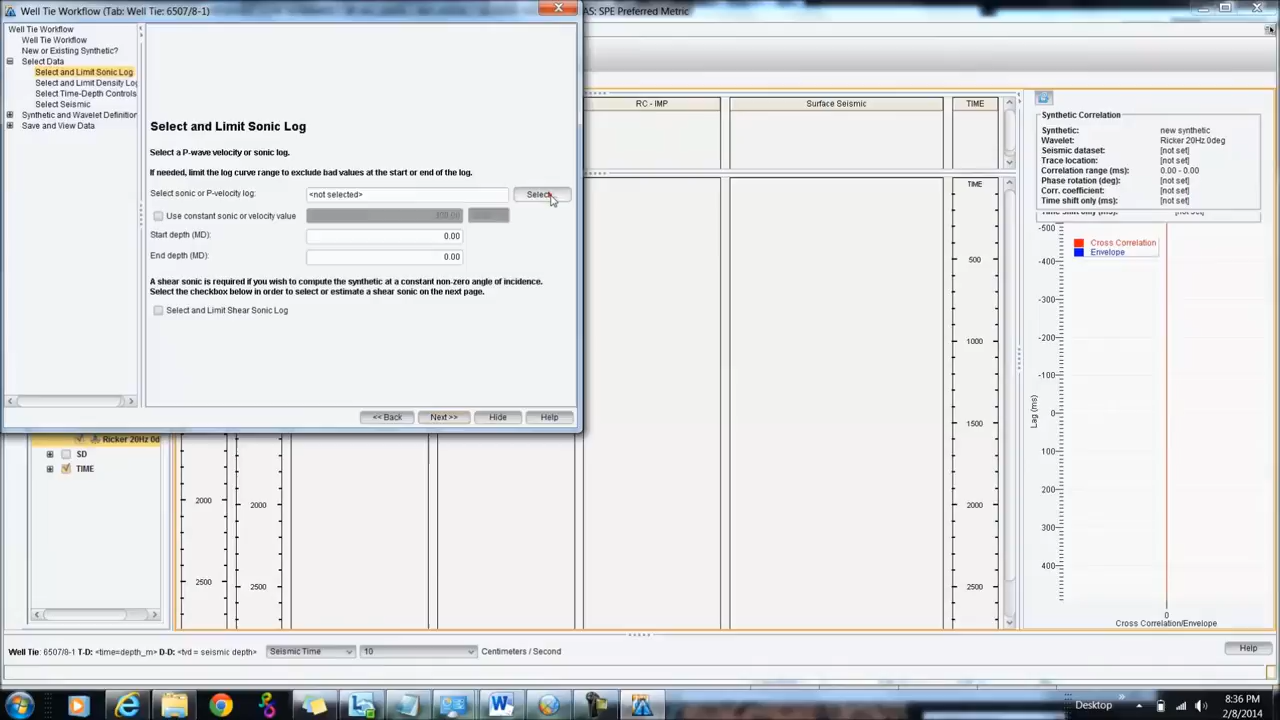 Well Tie Workflow (Tab: Well Tie: 6507/8-1)
AS: SPE Preferred Metric
Well Tie Workflow
Well Tie Workflow
New or Existing Synthetic?
Select Data
Select and Limit Sonic Log
Select and Limit Density Log
Select Time-Depth Controls
Select Seismic
Synthetic and Wavelet Definition
Save and View Data
Select and Limit Sonic Log
Select a P-wave velocity or sonic log.
If needed, limit the log curve range to exclude bad values at the start or end of the log.
Select sonic or P-velocity log:
<not selected>
Select
Use constant sonic or velocity value
Start depth (MD):
0.00
End depth (MD):
0.00
A shear sonic is required if you wish to compute the synthetic at a constant non-zero angle of incidence.
Select the checkbox below in order to select or estimate a shear sonic on the next page.
Select and Limit Shear Sonic Log
<< Back
Next >>
Hide
Help
RC - IMP
Surface Seismic
TIME
TIME
500
1000
1500
2000
2500
Ricker 20Hz 0d
SD
TIME
2000
2500
2000
2500
Synthetic Correlation
Synthetic: new synthetic
Wavelet: Ricker 20Hz 0deg
Seismic dataset: [not set]
Trace location: [not set]
Correlation range (ms): 0.00 - 0.00
Phase rotation (deg): [not set]
Corr. coefficient: [not set]
Time shift only (ms): [not set]
Cross Correlation
Envelope
-500
-400
-300
-200
-100
0
100
200
300
400
Lag (ms)
0
Cross Correlation/Envelope
Well Tie: 6507/8-1 T-D: <time=depth_m> D-D: <tvd = seismic depth>
Seismic Time
10
Centimeters / Second
Help
Desktop
8:36 PM
2/8/2014